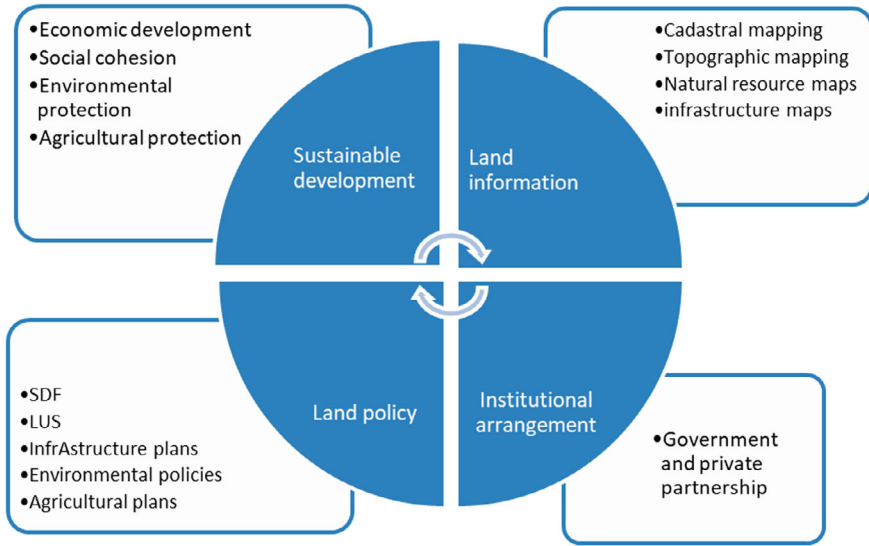 •Economic development
•Social cohesion
•Environmental
protection
•Agricultural protection
•Cadastral mapping
•Topographic mapping
•Natural resource maps
•infrastructure maps
Sustainable
development
Land
information
Land policy
Institutional
arrangement
•SDF
•LUS
•InfrAstructure plans
•Environmental policies
•Agricultural plans
•Government
and private
partnership